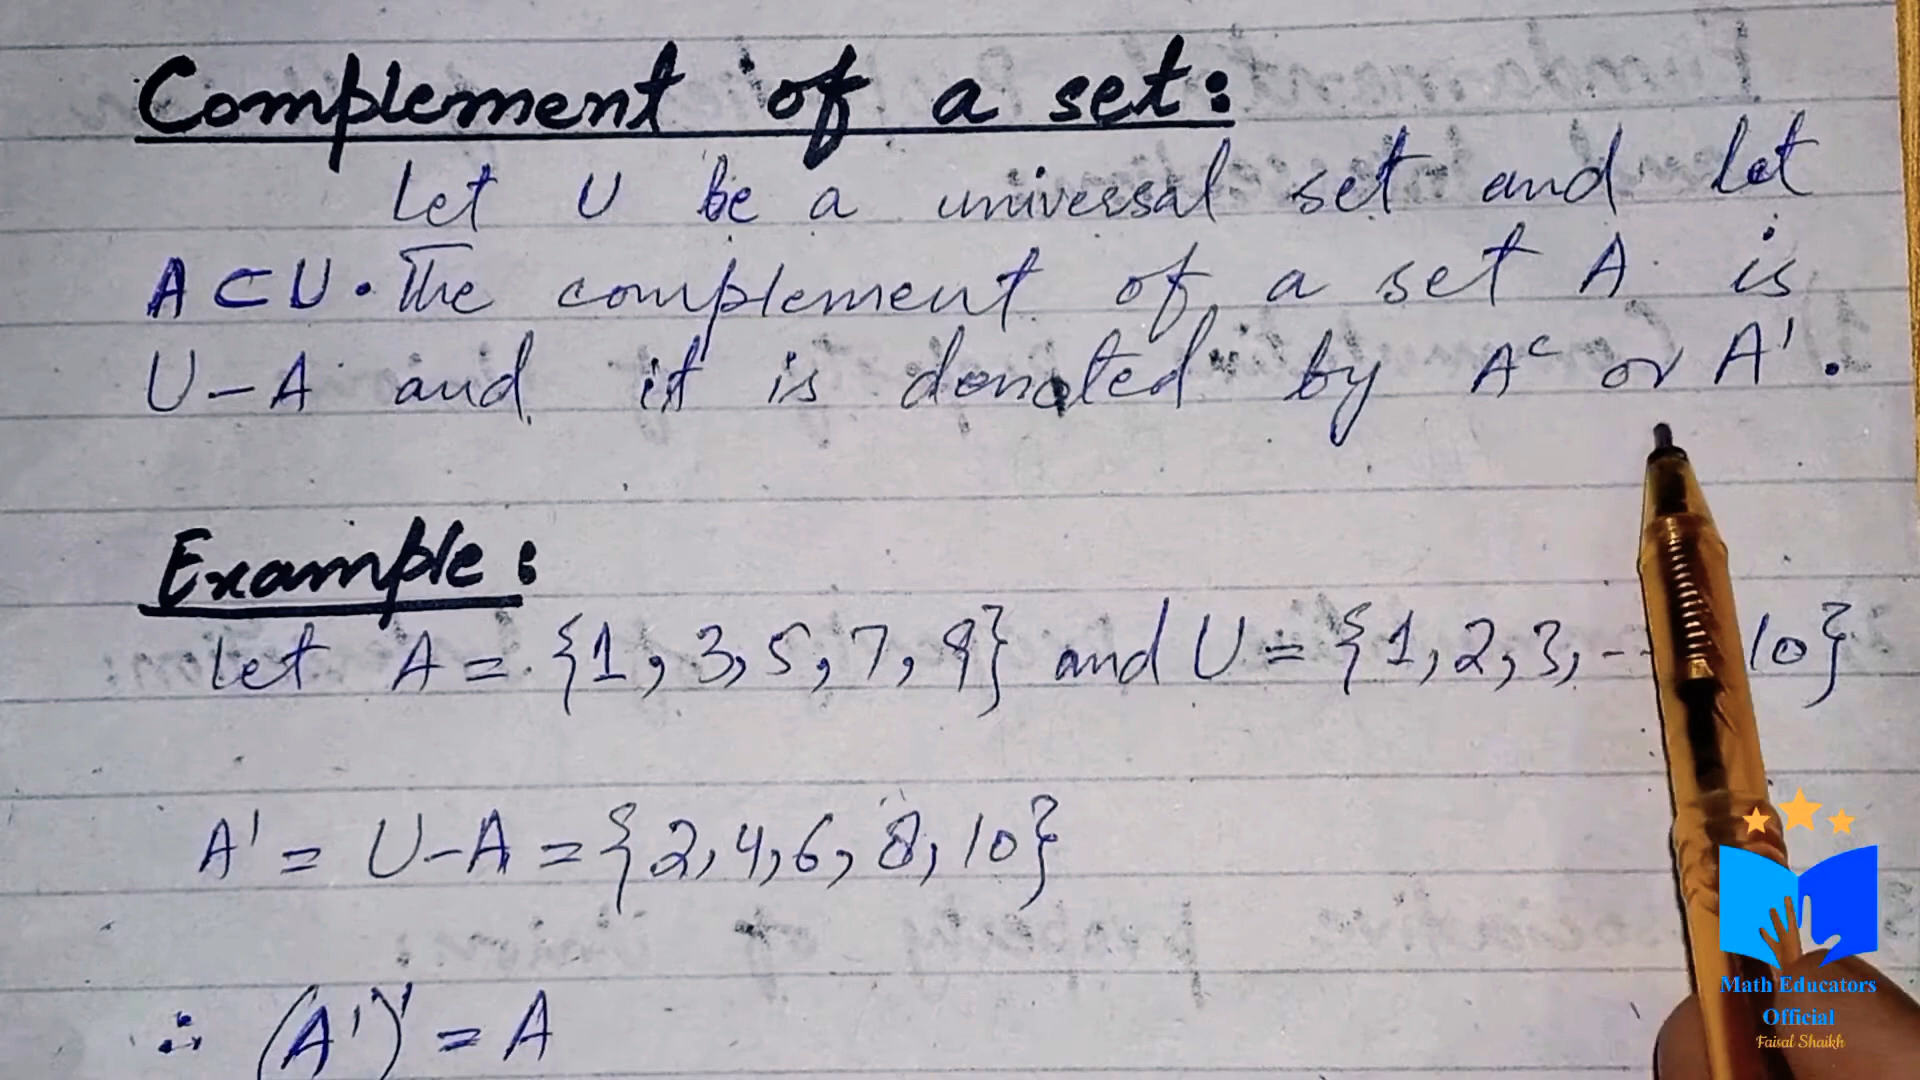 Complement of a set:
Let U be a universal set and let
A ⊂ U. The complement of a set A is
U - A and it is denoted by Aᶜ or A'.
Example:
Let A = {1, 3, 5, 7, 9} and U = {1, 2, 3, -- 10}
A' = U - A = {2, 4, 6, 8, 10}
∴ (A')' = A
Math Educators
Official
Faisal Shaikh